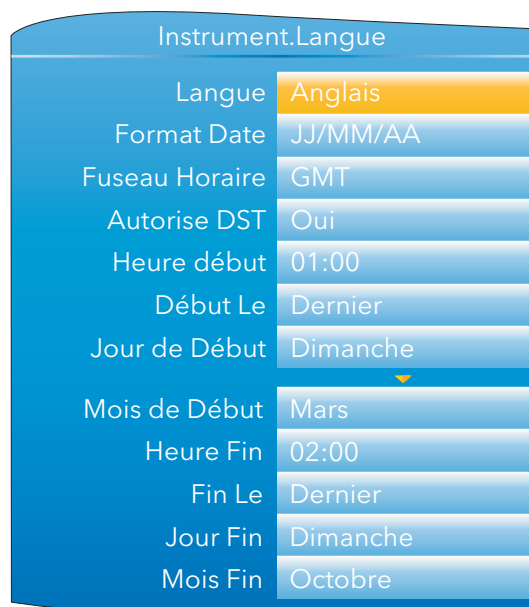 Instrument.Langue
Langue Anglais
Format Date JJ/MM/AA
Fuseau Horaire GMT
Autorise DST Oui
Heure début 01:00
Début Le Dernier
Jour de Début Dimanche
Mois de Début Mars
Heure Fin 02:00
Fin Le Dernier
Jour Fin Dimanche
Mois Fin Octobre